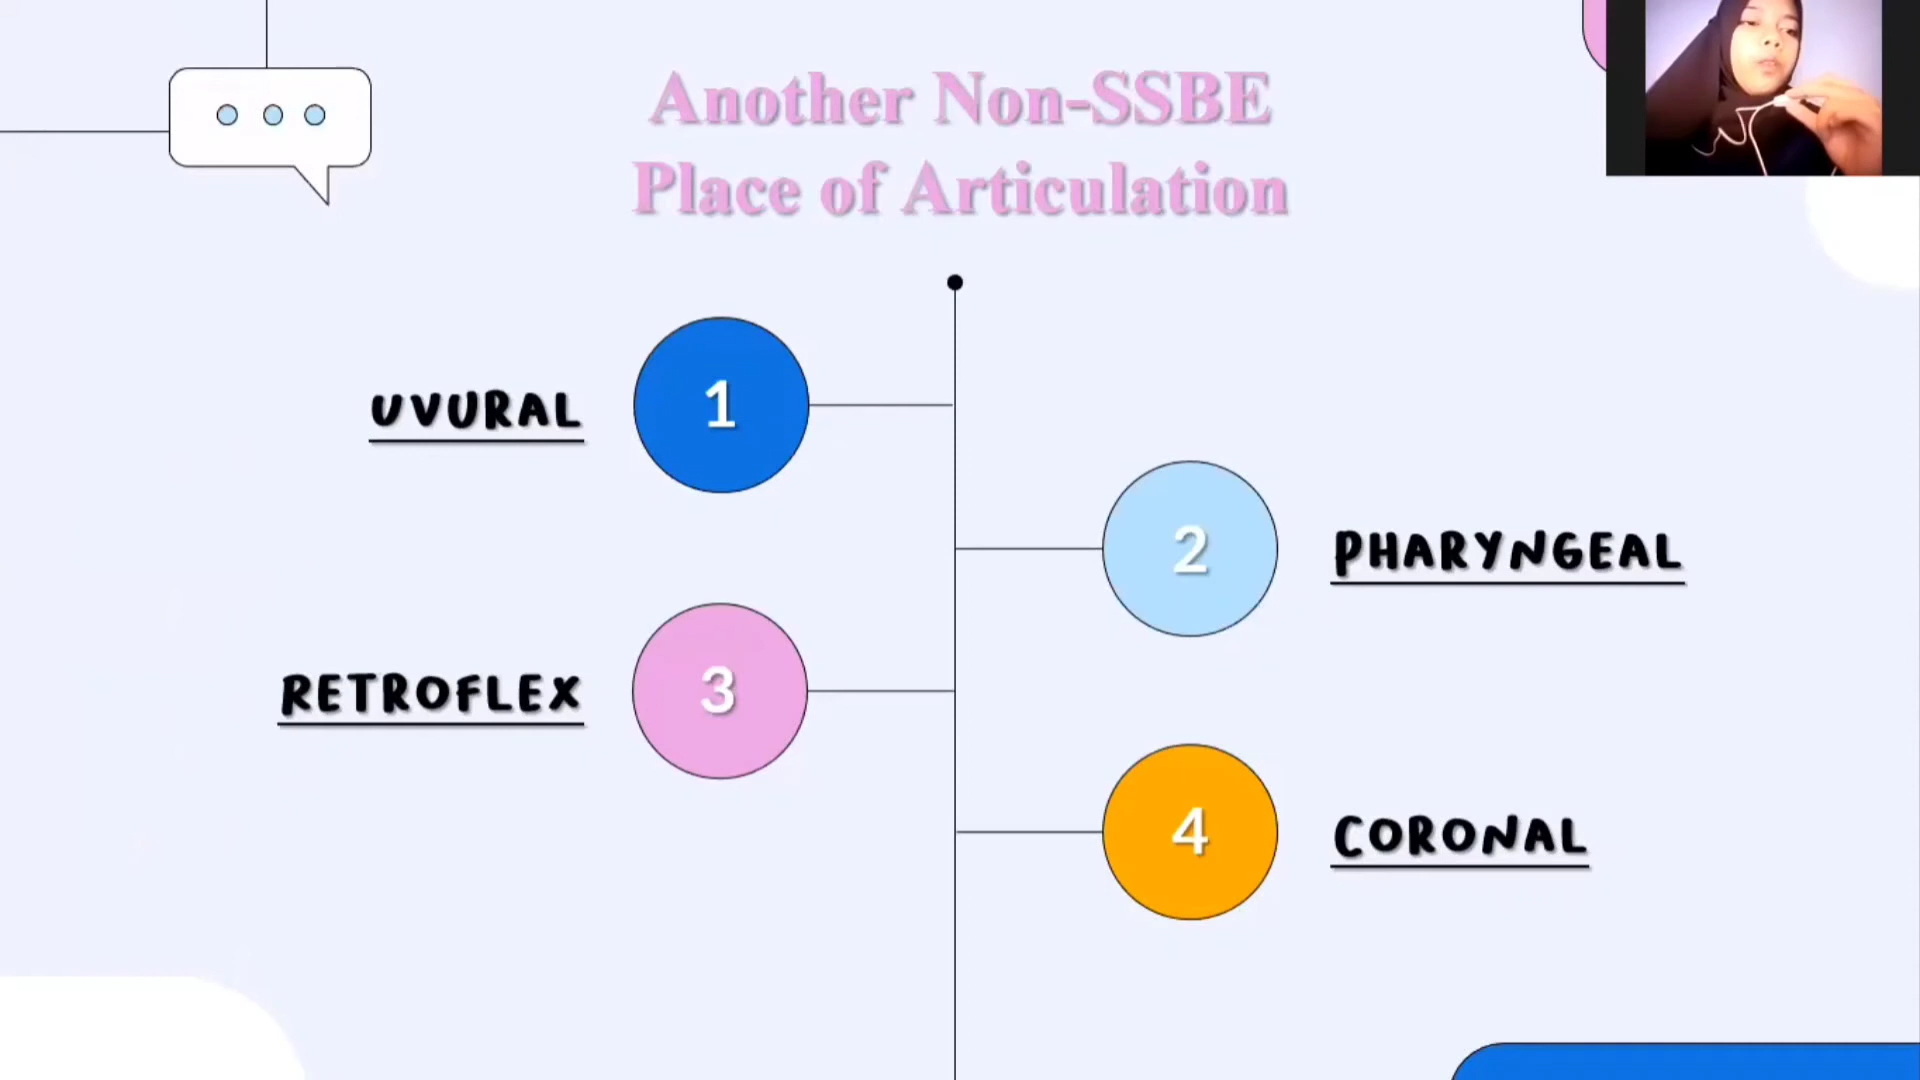 Another Non-SSBE
Place of Articulation
1
UVURAL
2
PHARYNGEAL
3
RETROFLEX
4
CORONAL